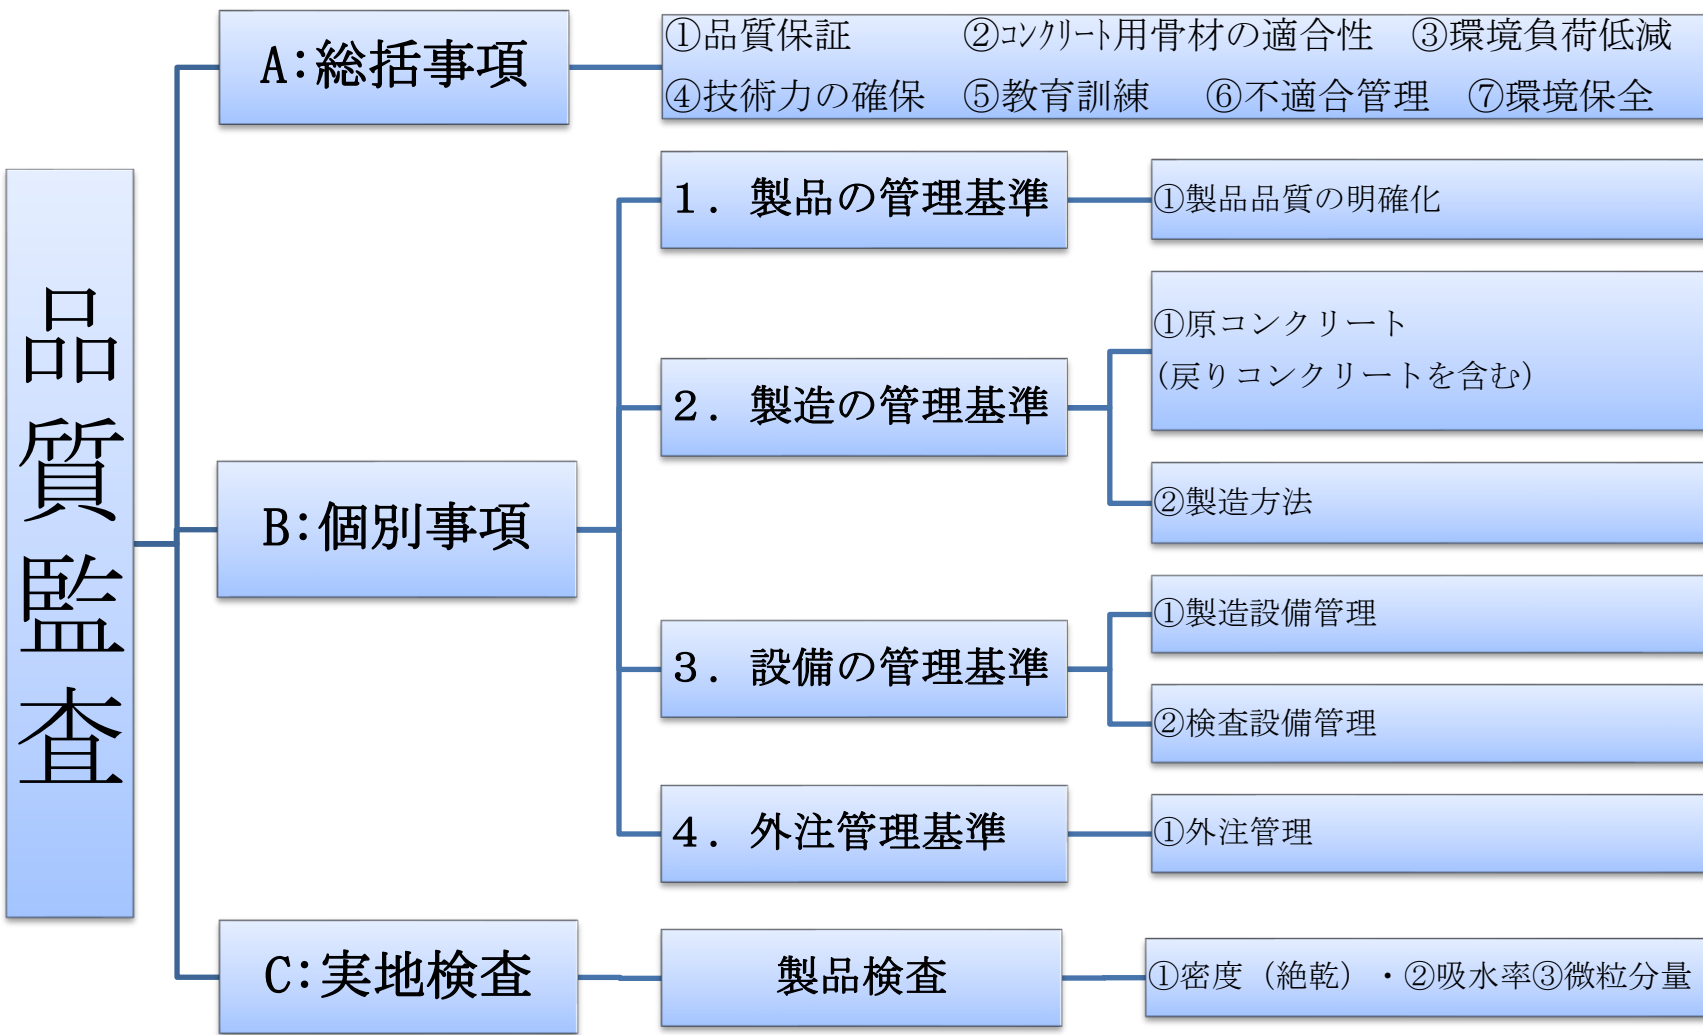 品質監査
A:総括事項
①品質保証 ②コンクリート用骨材の適合性 ③環境負荷低減
④技術力の確保 ⑤教育訓練 ⑥不適合管理 ⑦環境保全
B:個別事項
1. 製品の管理基準
①製品品質の明確化
2. 製造の管理基準
①原コンクリート
(戻りコンクリートを含む)
②製造方法
3. 設備の管理基準
①製造設備管理
②検査設備管理
4. 外注管理基準
①外注管理
C:実地検査
製品検査
①密度（絶乾）・②吸水率③微粒分量